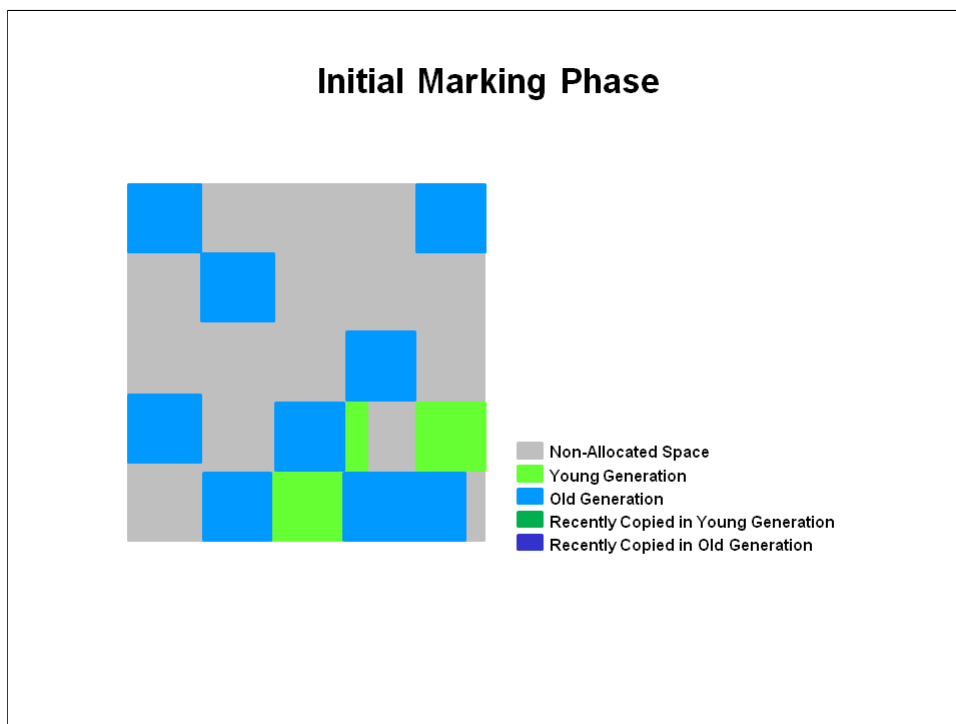 Initial Marking Phase
Non-Allocated Space
Young Generation
Old Generation
Recently Copied in Young Generation
Recently Copied in Old Generation